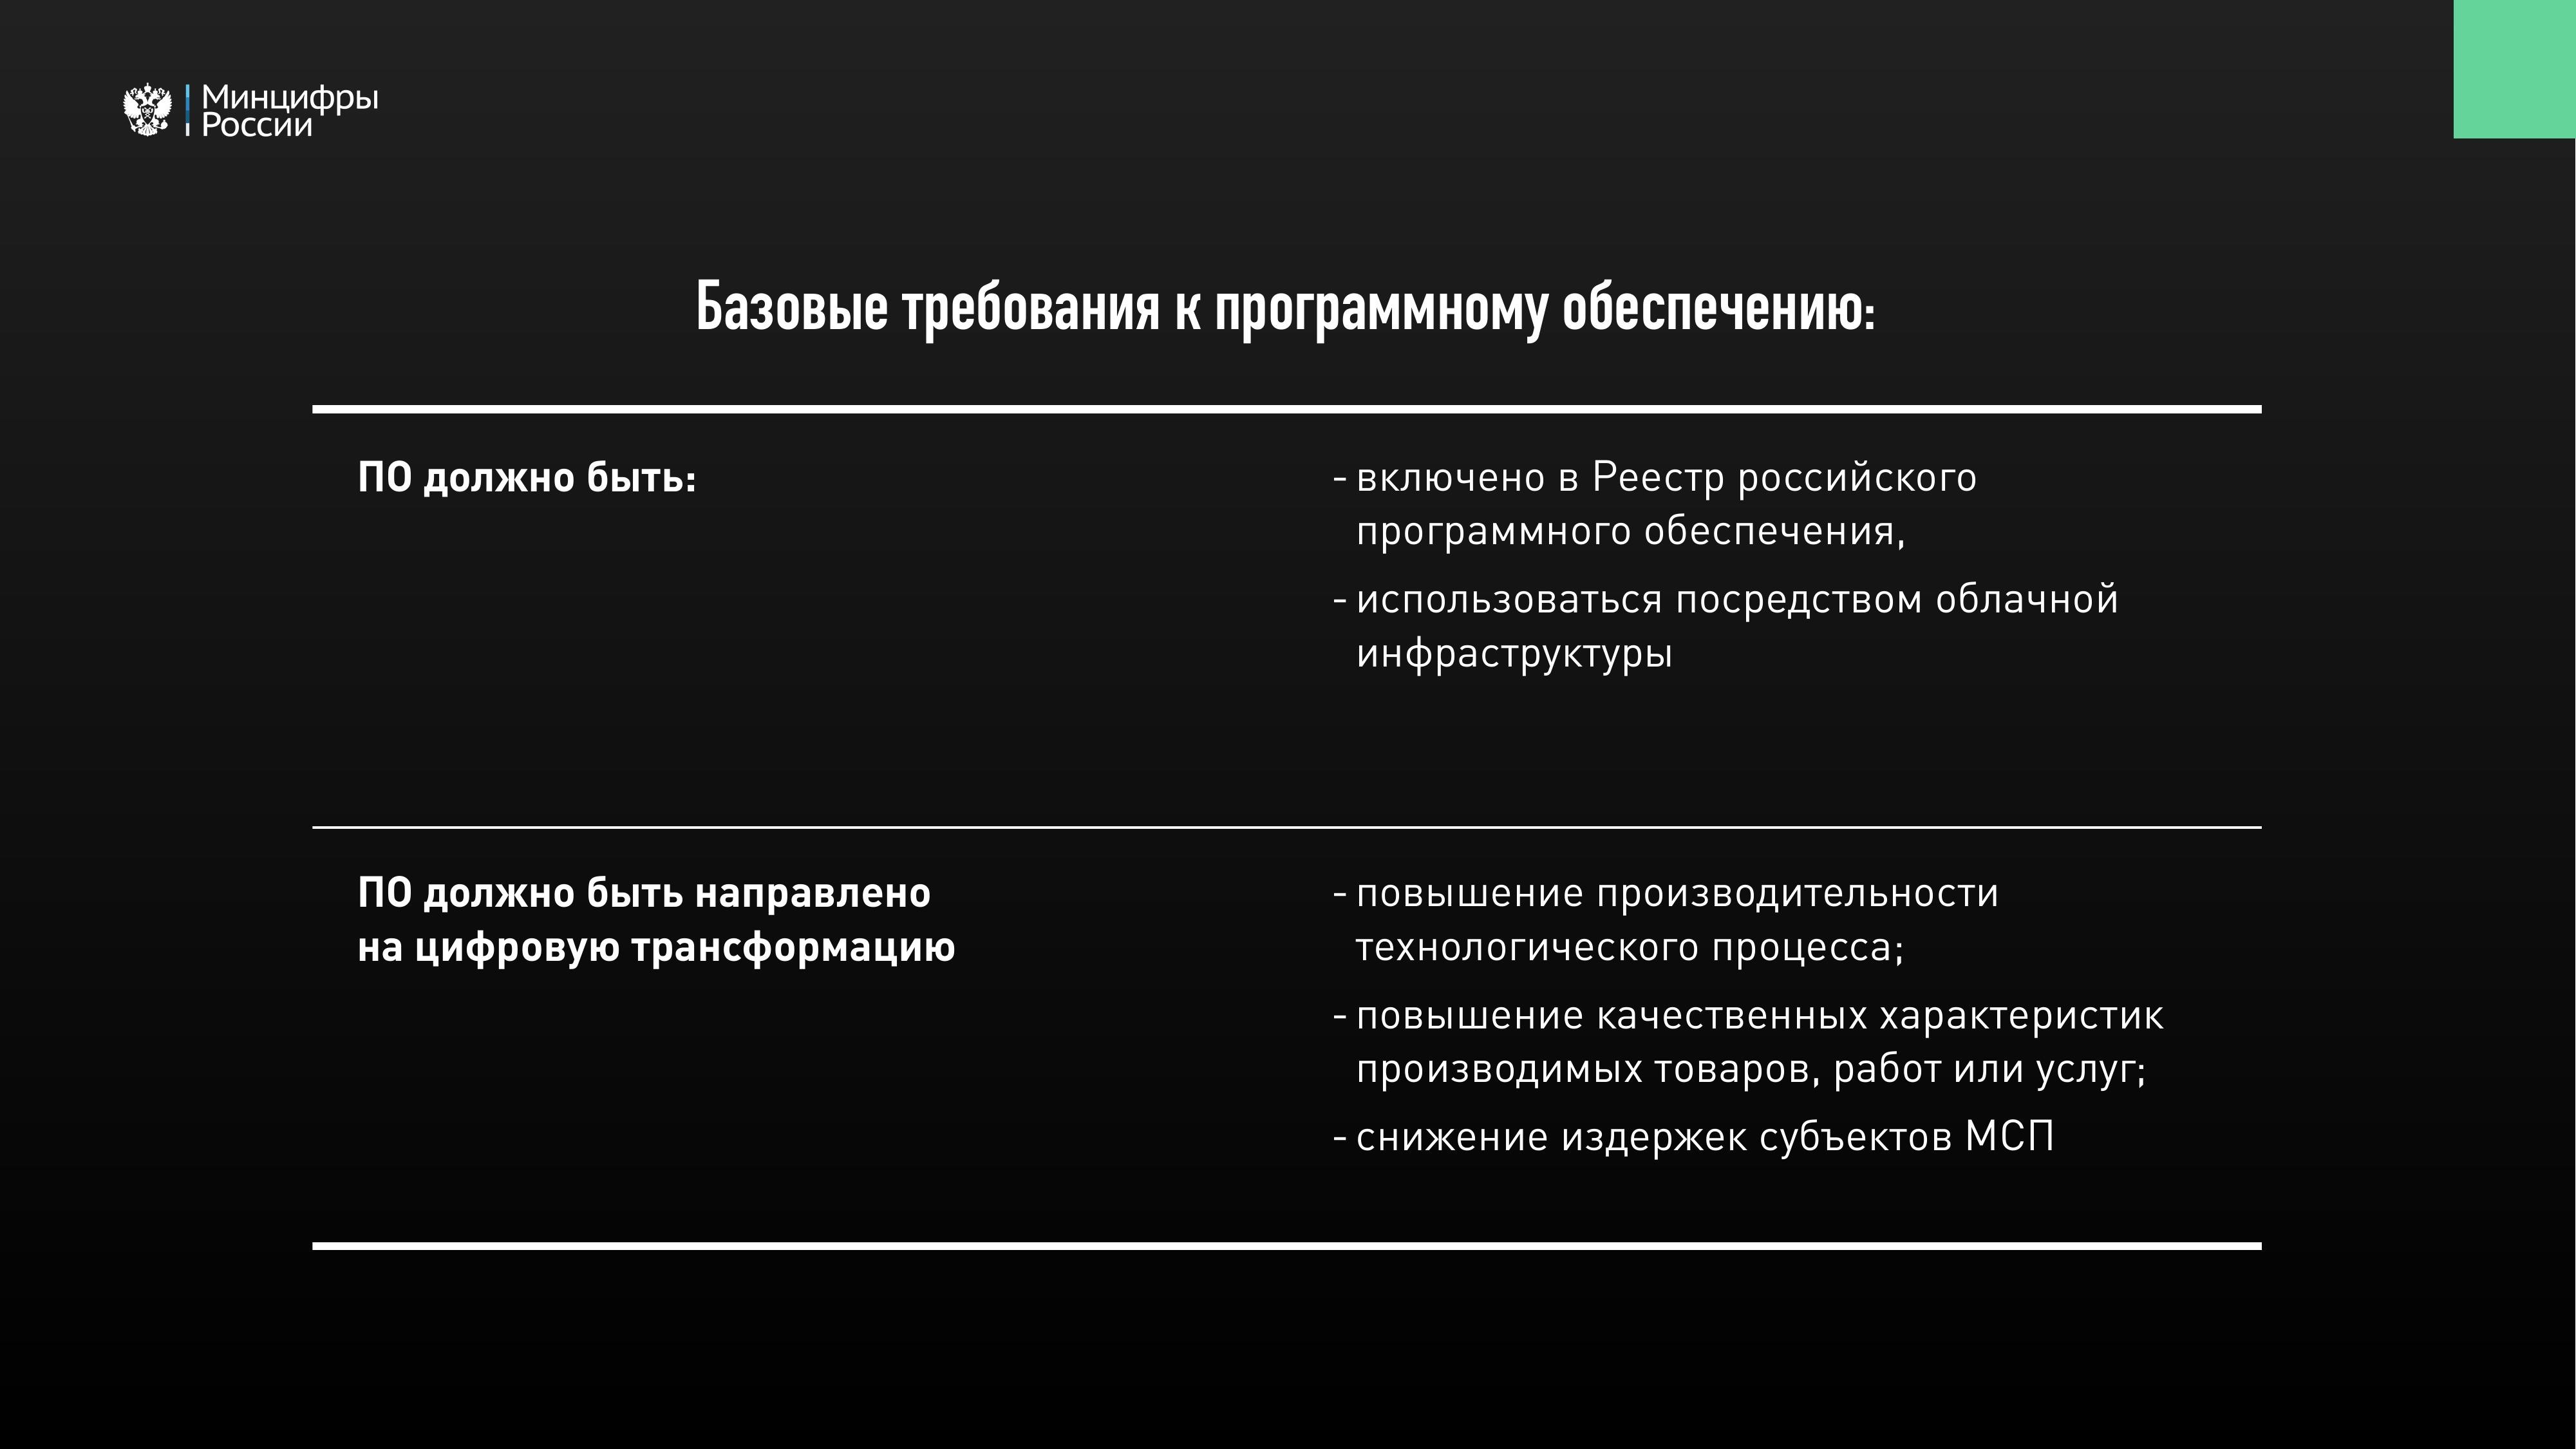 Минцифры
России
Базовые требования к программному обеспечению:
ПО должно быть:
- включено в Реестр российского
программного обеспечения,
- использоваться посредством облачной
инфраструктуры
ПО должно быть направлено
на цифровую трансформацию
- повышение производительности
технологического процесса;
- повышение качественных характеристик
производимых товаров, работ или услуг;
- снижение издержек субъектов МСП